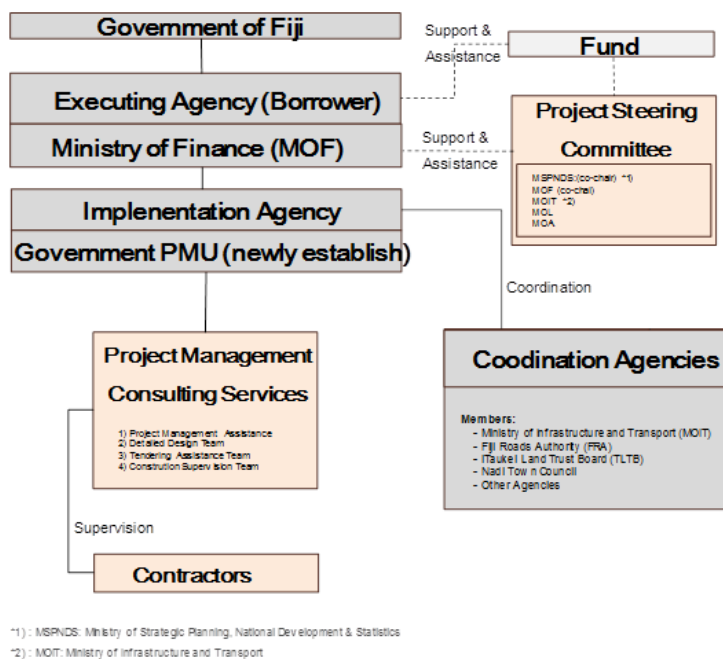 Government of Fiji
Support &
Assistance
Fund
Executing Agency (Borrower)
Ministry of Finance (MOF)
Support &
Assistance
Project Steering
Committee
MSPNDS:(co-chair) *1)
MOF (co-chai)
MOIT *2)
MOL
MOA
Implenentation Agency
Government PMU (newly establish)
Coordination
Project Management
Consulting Services
1) Project Management Assistance
2) Detailed Design Team
3) Tendering Assistance Team
4) Constrution Supervision Team
Coodination Agencies
Members:
- Ministry of Infrastructure and Transport (MOIT)
- Fiji Roads Authority (FRA)
- ITaukei Land Trust Board (TLTB)
- Nadi Town Council
- Other Agencies
Supervision
Contractors
*1) : MSPNDS: Ministry of Strategic Planning, National Development & Statistics
*2) : MOIT: Ministry of Infrastructure and Transport